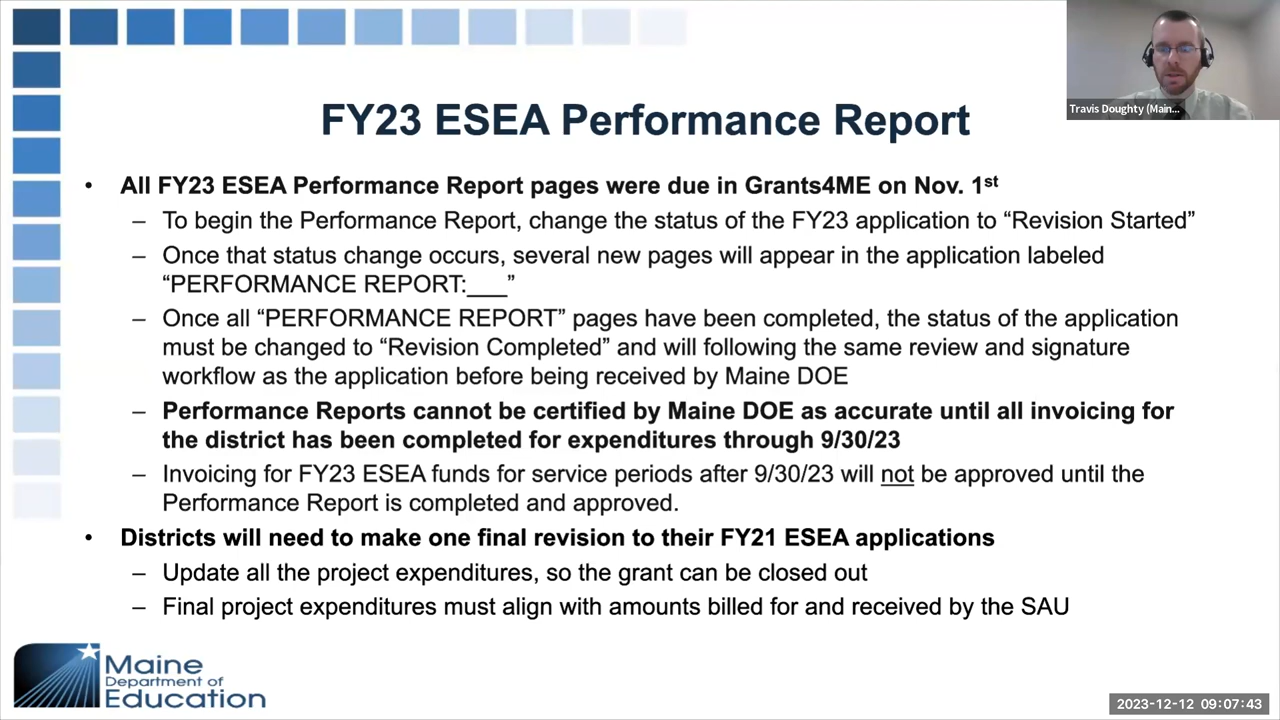 Travis Doughty (Main...
FY23 ESEA Performance Report
• All FY23 ESEA Performance Report pages were due in Grants4ME on Nov. 1st
– To begin the Performance Report, change the status of the FY23 application to “Revision Started”
– Once that status change occurs, several new pages will appear in the application labeled
“PERFORMANCE REPORT:___”
– Once all “PERFORMANCE REPORT” pages have been completed, the status of the application
must be changed to “Revision Completed” and will following the same review and signature
workflow as the application before being received by Maine DOE
– Performance Reports cannot be certified by Maine DOE as accurate until all invoicing for
the district has been completed for expenditures through 9/30/23
– Invoicing for FY23 ESEA funds for service periods after 9/30/23 will not be approved until the
Performance Report is completed and approved.
• Districts will need to make one final revision to their FY21 ESEA applications
– Update all the project expenditures, so the grant can be closed out
– Final project expenditures must align with amounts billed for and received by the SAU
Maine
Department of
Education
2023-12-12 09:07:43